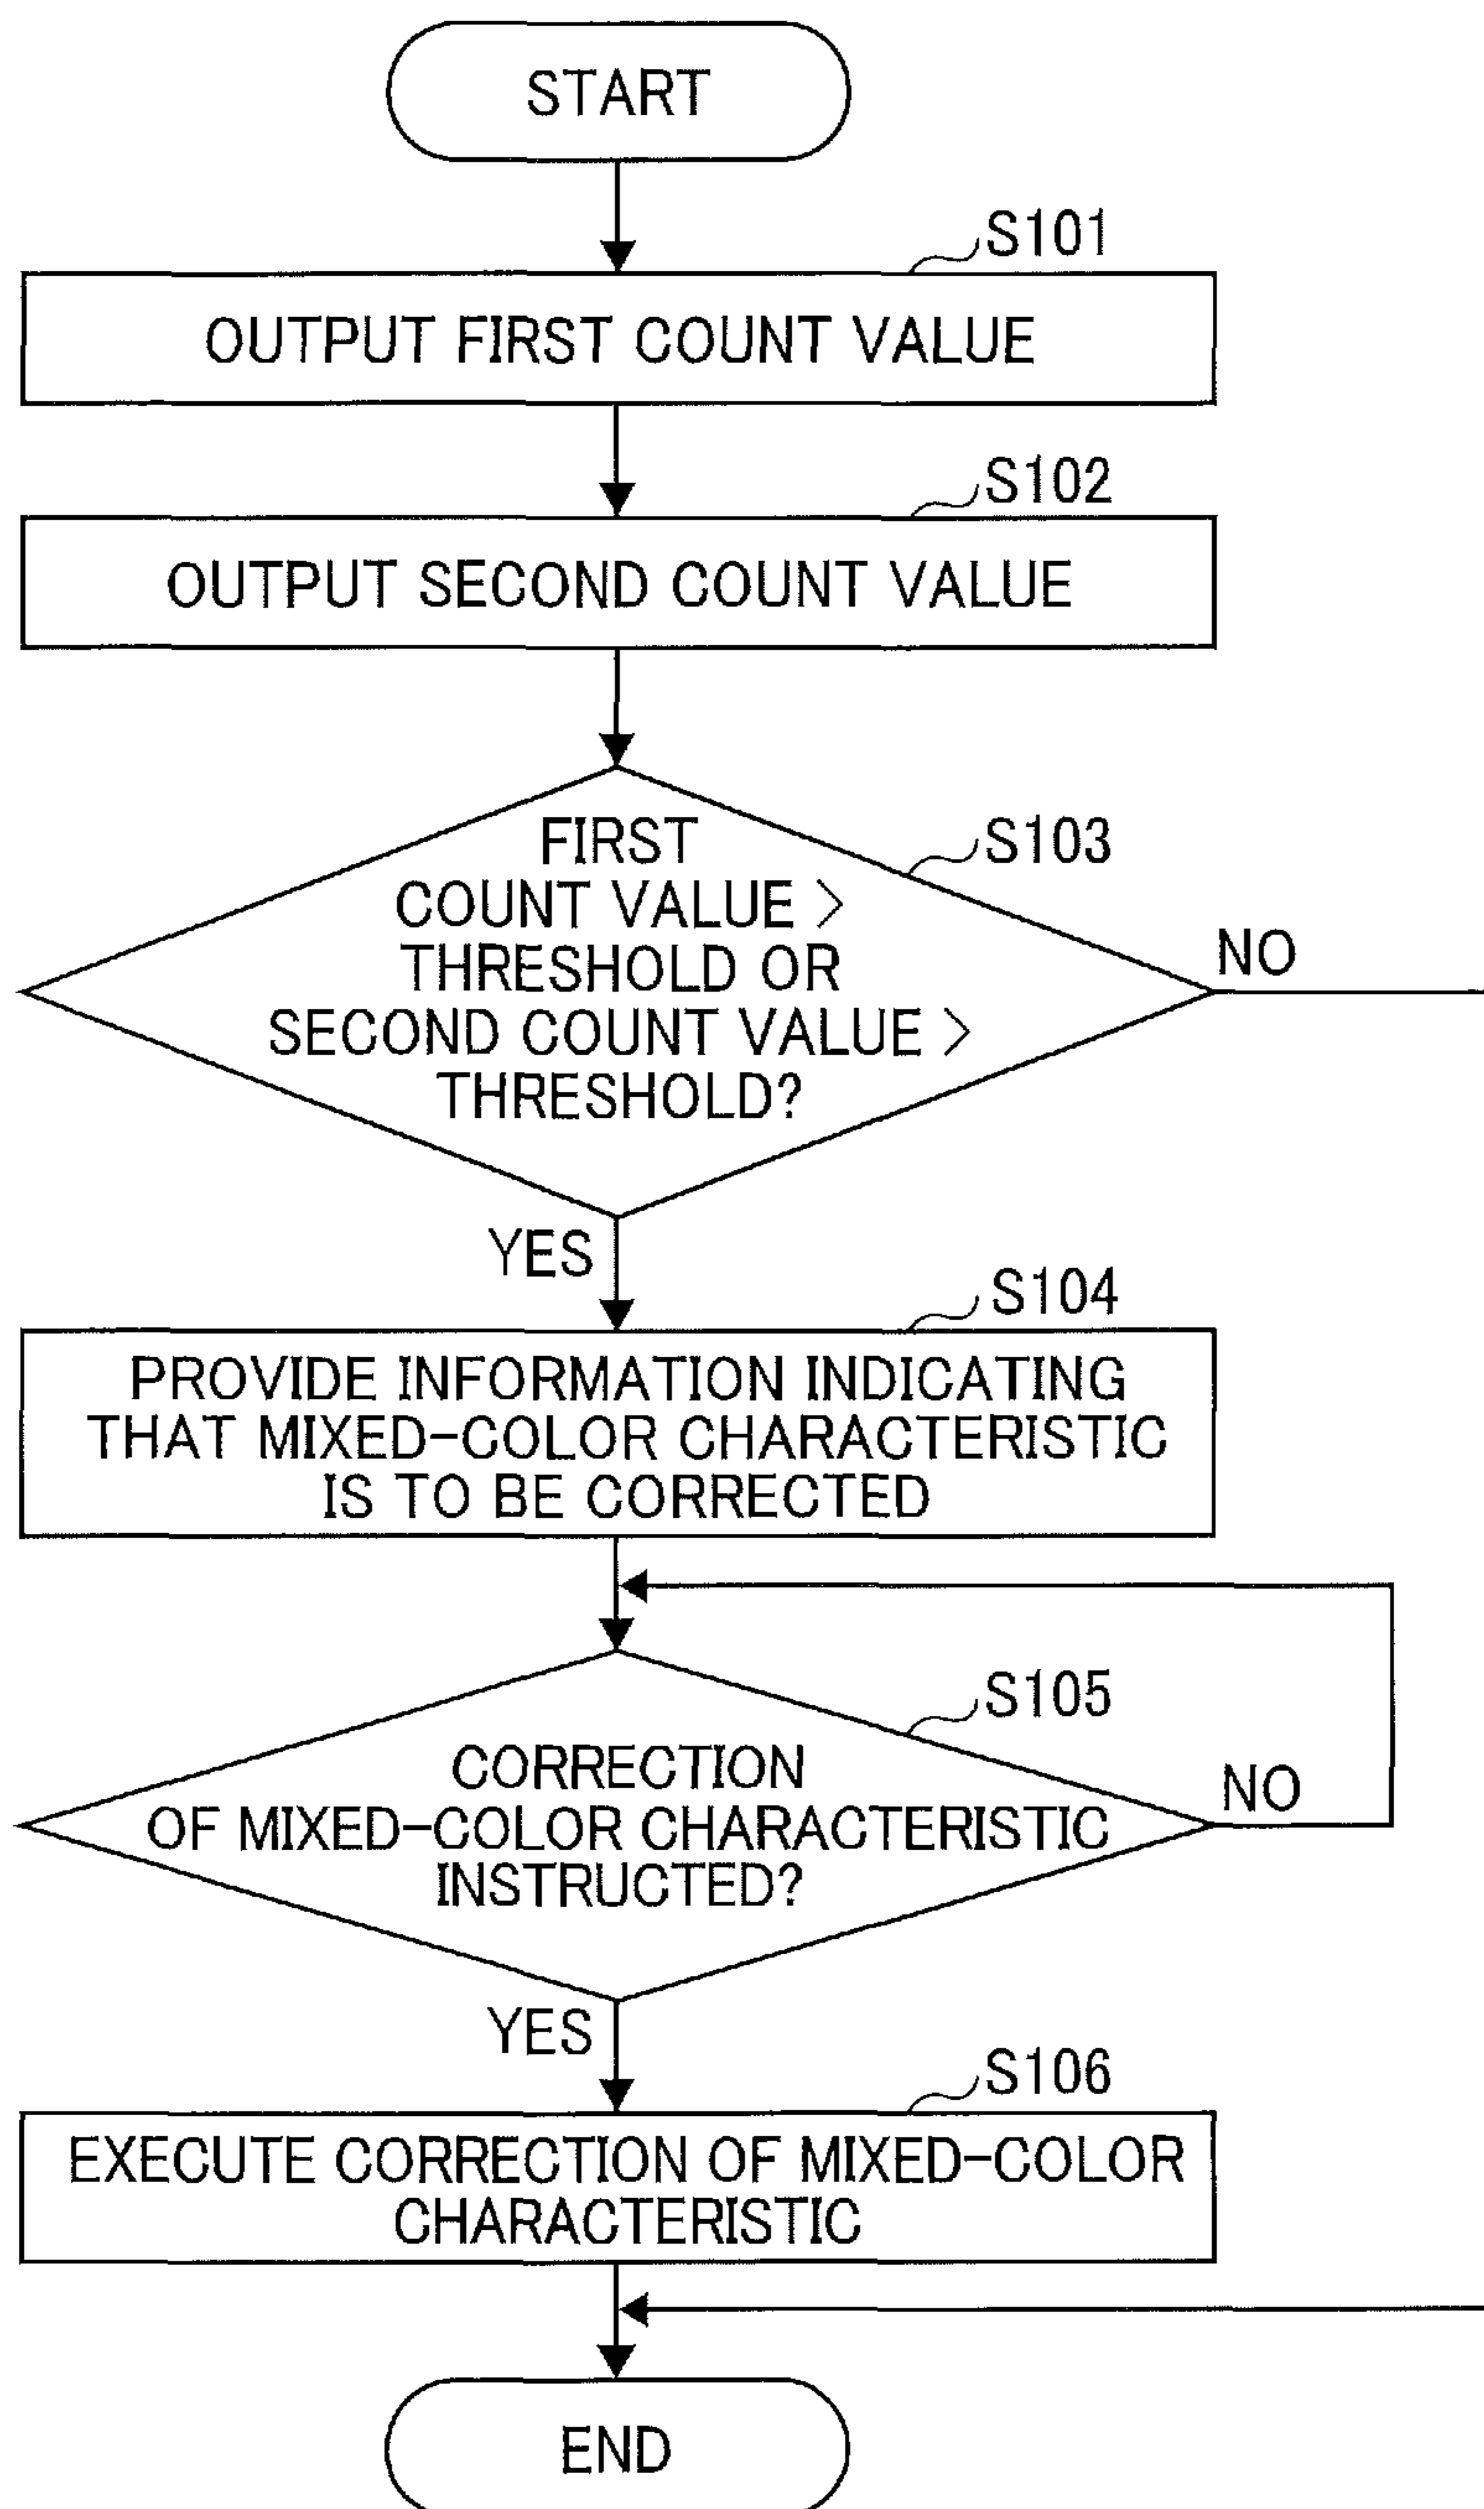 START
S101
OUTPUT FIRST COUNT VALUE
S102
OUTPUT SECOND COUNT VALUE
S103
FIRST
COUNT VALUE >
THRESHOLD OR
SECOND COUNT VALUE >
THRESHOLD?
NO
YES
S104
PROVIDE INFORMATION INDICATING
THAT MIXED-COLOR CHARACTERISTIC
IS TO BE CORRECTED
S105
CORRECTION
OF MIXED-COLOR CHARACTERISTIC
INSTRUCTED?
NO
YES
S106
EXECUTE CORRECTION OF MIXED-COLOR
CHARACTERISTIC
END